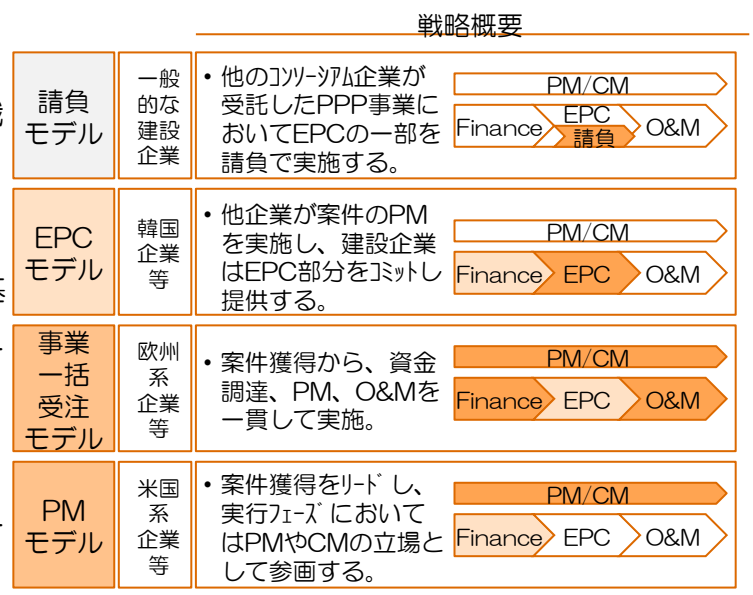 戦略概要
請負
モデル
一般
的な
建設
企業
• 他のｺﾝｿｰｼｱﾑ企業が
受託したPPP事業に
おいてEPCの一部を
請負で実施する。
PM/CM
Finance
EPC
請負
O&M
EPC
モデル
韓国
企業
等
• 他企業が案件のPM
を実施し、建設企業
はEPC部分をｺﾐｯﾄし
提供する。
PM/CM
Finance
EPC
O&M
事業
一括
受注
モデル
欧州
系
企業
等
• 案件獲得から、資金
調達、PM、O&Mを
一貫して実施。
PM/CM
Finance
EPC
O&M
PM
モデル
米国
系
企業
等
• 案件獲得をﾘｰﾄﾞし、
実行ﾌｪｰｽﾞにおいて
はPMやCMの立場と
して参画する。
PM/CM
Finance
EPC
O&M